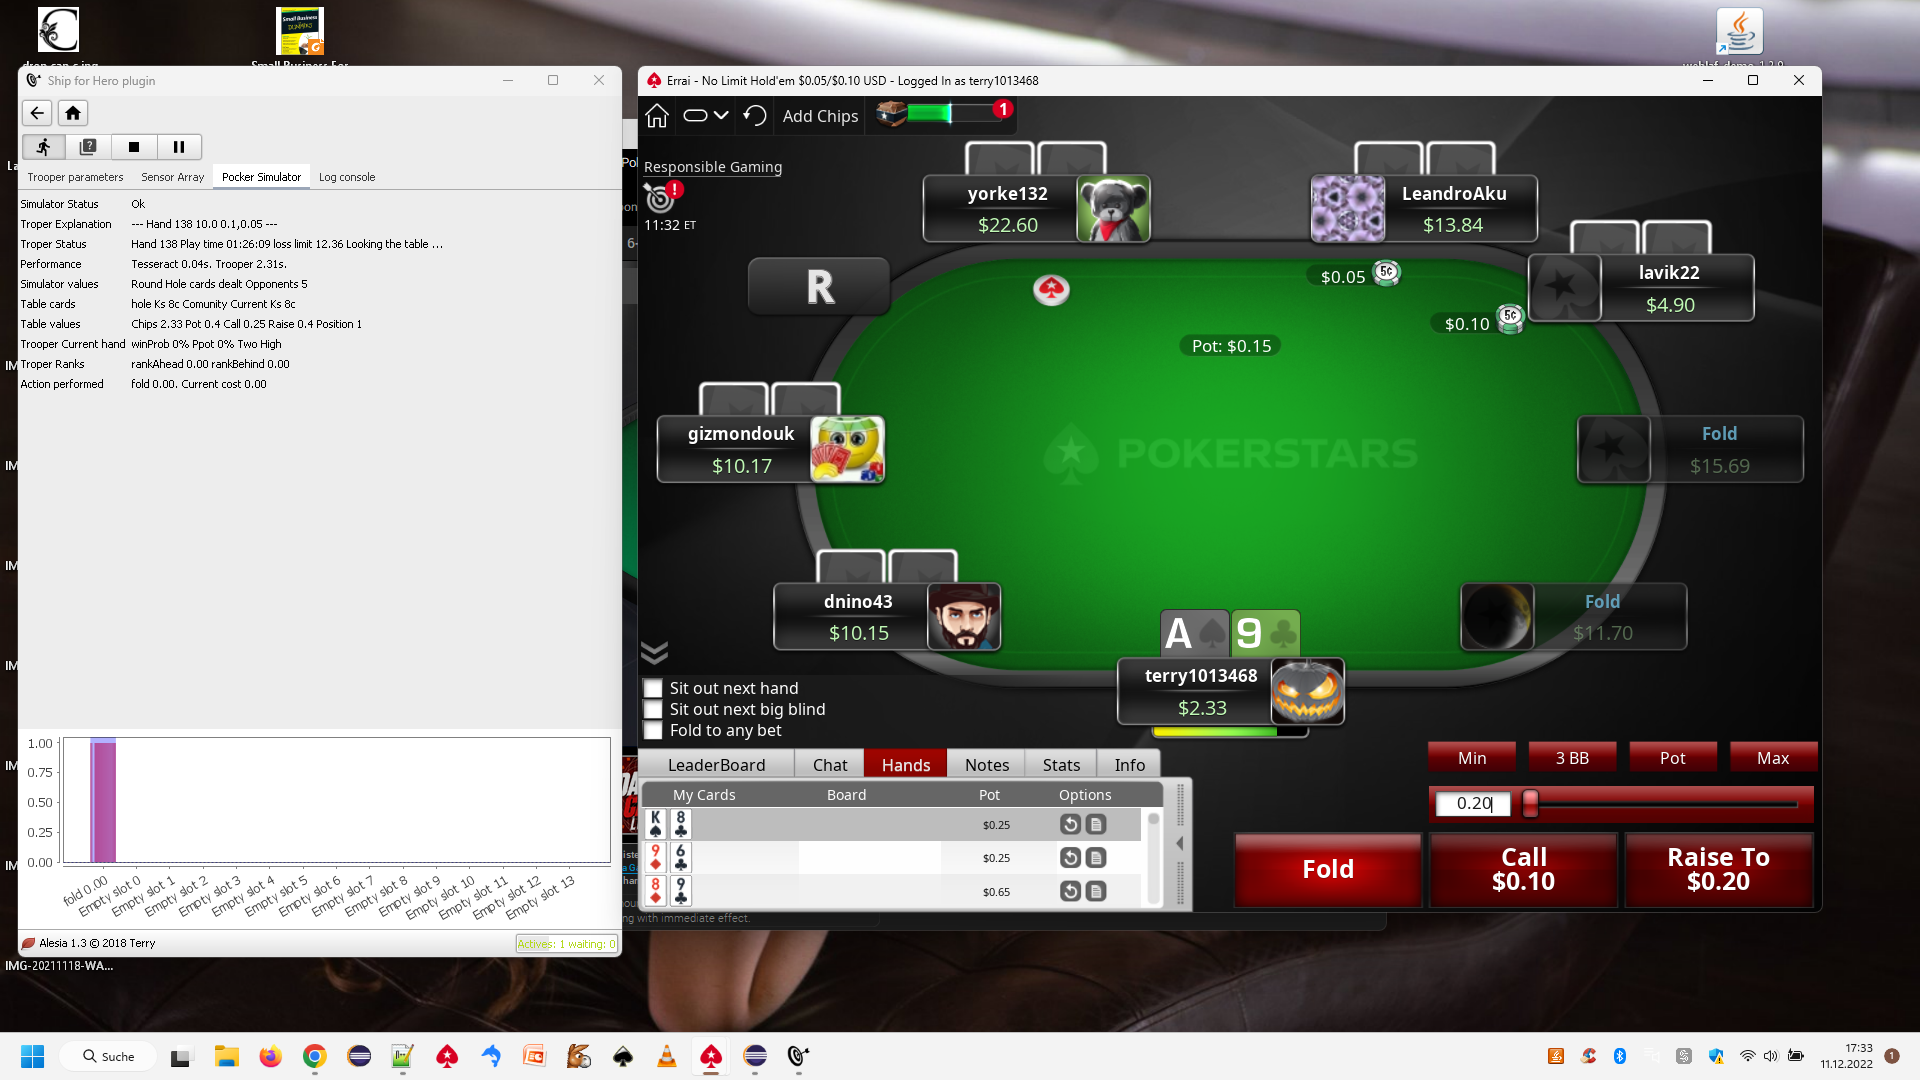 Ship for Hero plugin
Trooper parameters
Sensor Array
Pocker Simulator
Log console
Simulator Status Ok
Troper Explanation --- Hand 138 10.0 0.1,0.05 ---
Troper Status Hand 138 Play time 01:26:09 loss limit 12.36 Looking the table ...
Performance Tesseract 0.04s. Trooper 2.31s.
Simulator values Round Hole cards dealt Opponents 5
Table cards hole Ks 8c Comunity Current Ks 8c
Table values Chips 2.33 Pot 0.4 Call 0.25 Raise 0.4 Position 1
Trooper Current hand winProb 0% Ppot 0% Two High
Troper Ranks rankAhead 0.00 rankBehind 0.00
Action performed fold 0.00. Current cost 0.00
1.00
0.75
0.50
0.25
0.00
fold 0.00
Empty slot 0
Empty slot 1
Empty slot 2
Empty slot 3
Empty slot 4
Empty slot 5
Empty slot 6
Empty slot 7
Empty slot 8
Empty slot 9
Empty slot 10
Empty slot 11
Empty slot 12
Empty slot 13
Alesia 1.3 © 2018 Terry
Actives: 1 waiting: 0
IMG-20211118-WA...
Errai - No Limit Hold'em $0.05/$0.10 USD - Logged In as terry1013468
Add Chips
1
Responsible Gaming
!
11:32 ET
yorke132
$22.60
LeandroAku
$13.84
lavik22
$4.90
R
$0.05
5¢
$0.10
5¢
Pot: $0.15
gizmondouk
$10.17
POKERSTARS
Fold
$15.69
dnino43
$10.15
Fold
$11.70
A 9
terry1013468
$2.33
Sit out next hand
Sit out next big blind
Fold to any bet
LeaderBoard
Chat
Hands
Notes
Stats
Info
My Cards Board Pot Options
K 8 $0.25
9 6 $0.25
8 9 $0.65
Min
3 BB
Pot
Max
0.20
Fold
Call
$0.10
Raise To
$0.20
ng with immediate effect.
Suche
17:33
11.12.2022
1